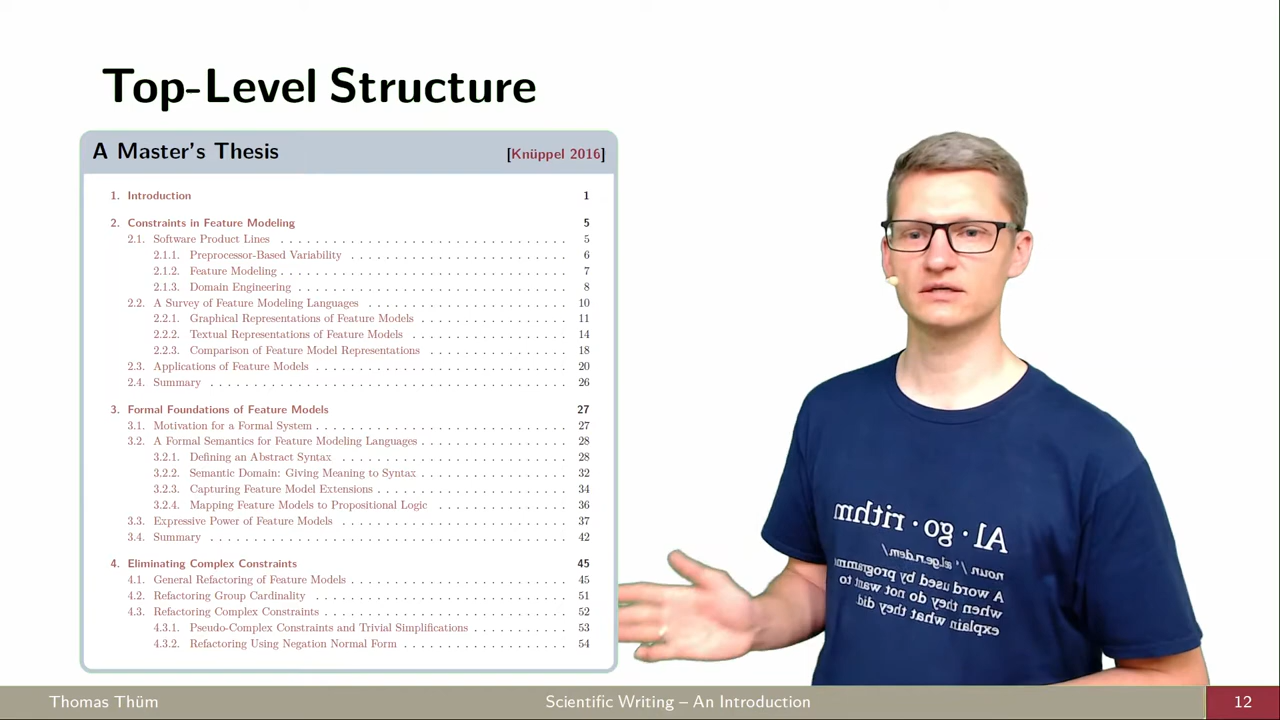 Top-Level Structure
A Master's Thesis [Knüppel 2016]
1. Introduction 1
2. Constraints in Feature Modeling 5
2.1. Software Product Lines . . . . . . . . . . . . . . . . . . . . . . . . . . . . . . 5
2.1.1. Preprocessor-Based Variability . . . . . . . . . . . . . . . . . . . . . . . 6
2.1.2. Feature Modeling . . . . . . . . . . . . . . . . . . . . . . . . . . . . . . 7
2.1.3. Domain Engineering . . . . . . . . . . . . . . . . . . . . . . . . . . . . 8
2.2. A Survey of Feature Modeling Languages . . . . . . . . . . . . . . . . . . . . . 10
2.2.1. Graphical Representations of Feature Models . . . . . . . . . . . . . . . 11
2.2.2. Textual Representations of Feature Models . . . . . . . . . . . . . . . . 14
2.2.3. Comparison of Feature Model Representations . . . . . . . . . . . . . . 18
2.3. Applications of Feature Models . . . . . . . . . . . . . . . . . . . . . . . . . . 20
2.4. Summary . . . . . . . . . . . . . . . . . . . . . . . . . . . . . . . . . . . . . 26
3. Formal Foundations of Feature Models 27
3.1. Motivation for a Formal System . . . . . . . . . . . . . . . . . . . . . . . . . . 27
3.2. A Formal Semantics for Feature Modeling Languages . . . . . . . . . . . . . . . 28
3.2.1. Defining an Abstract Syntax . . . . . . . . . . . . . . . . . . . . . . . . 28
3.2.2. Semantic Domain: Giving Meaning to Syntax . . . . . . . . . . . . . . . 32
3.2.3. Capturing Feature Model Extensions . . . . . . . . . . . . . . . . . . . . 34
3.2.4. Mapping Feature Models to Propositional Logic . . . . . . . . . . . . . . 36
3.3. Expressive Power of Feature Models . . . . . . . . . . . . . . . . . . . . . . . . 37
3.4. Summary . . . . . . . . . . . . . . . . . . . . . . . . . . . . . . . . . . . . . 42
4. Eliminating Complex Constraints 45
4.1. General Refactoring of Feature Models . . . . . . . . . . . . . . . . . . . . . . 45
4.2. Refactoring Group Cardinality . . . . . . . . . . . . . . . . . . . . . . . . . . . 51
4.3. Refactoring Complex Constraints . . . . . . . . . . . . . . . . . . . . . . . . . 52
4.3.1. Pseudo-Complex Constraints and Trivial Simplifications . . . . . . . . . . 53
4.3.2. Refactoring Using Negation Normal Form . . . . . . . . . . . . . . . . . 54
Al·go·rithm
noun /'ælgəˌrɪðəm/
A word used by programmers
when they do not want to
explain what they did.
Thomas Thüm Scientific Writing – An Introduction 12